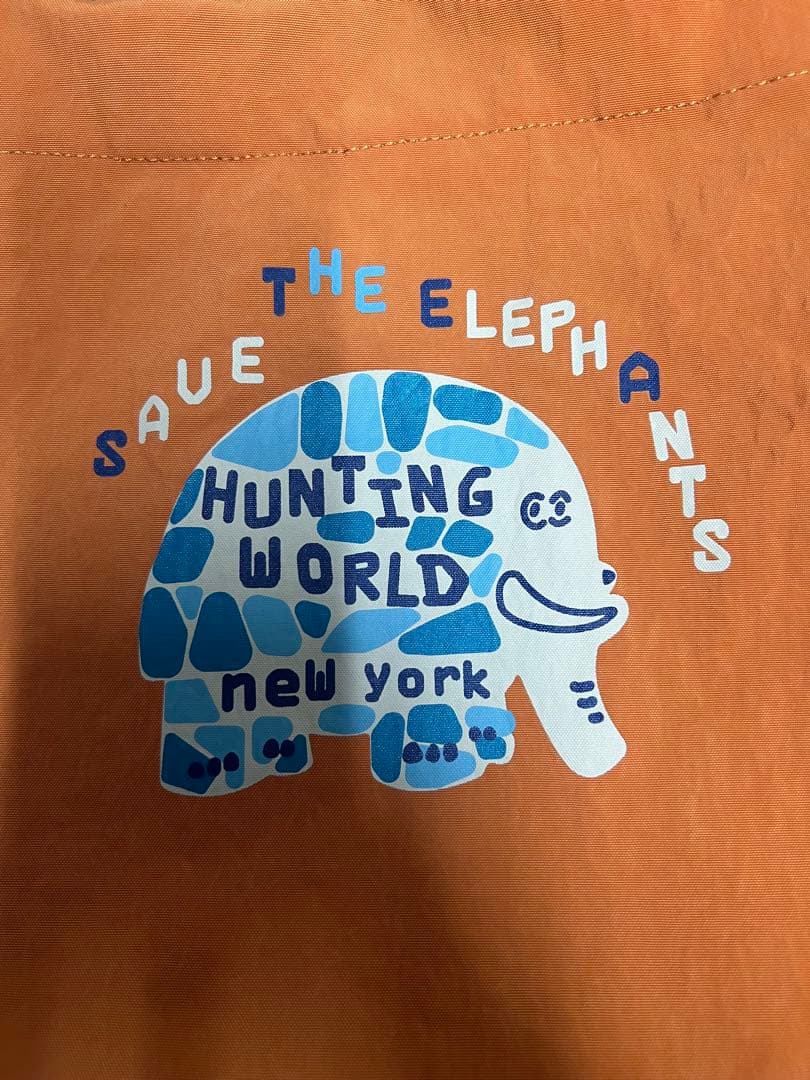 SAVE THE ELEPHANTS
HUNTING
WORLD
new york